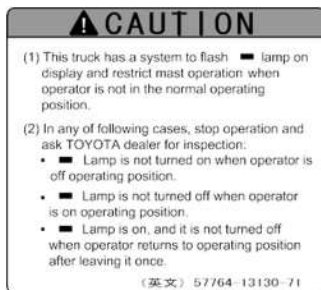 CAUTION
(1) This truck has a system to flash lamp on
display and restrict mast operation when
operator is not in the normal operating
position.
(2) In any of following cases, stop operation and
ask TOYOTA dealer for inspection:
• Lamp is not turned on when operator is
off operating position.
• Lamp is not turned off when operator
is on operating position.
• Lamp is on, and it is not turned off
when operator returns to operating position
after leaving it once.
(英文) 57764-13130-71